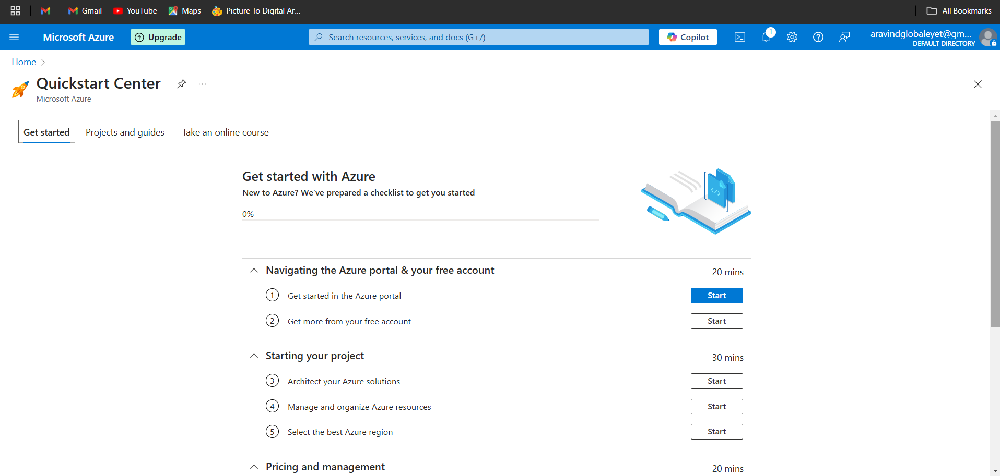 Gmail
YouTube
Maps
Picture To Digital Ar...
All Bookmarks
Microsoft Azure
Upgrade
Search resources, services, and docs (G+/)
Copilot
1
aravindglobaleyet@gm...
DEFAULT DIRECTORY
Home
Quickstart Center
...
Microsoft Azure
Get started
Projects and guides
Take an online course
Get started with Azure
New to Azure? We've prepared a checklist to get you started
0%
</>
Navigating the Azure portal & your free account
20 mins
1 Get started in the Azure portal
Start
2 Get more from your free account
Start
Starting your project
30 mins
3 Architect your Azure solutions
Start
4 Manage and organize Azure resources
Start
5 Select the best Azure region
Start
Pricing and management
20 mins